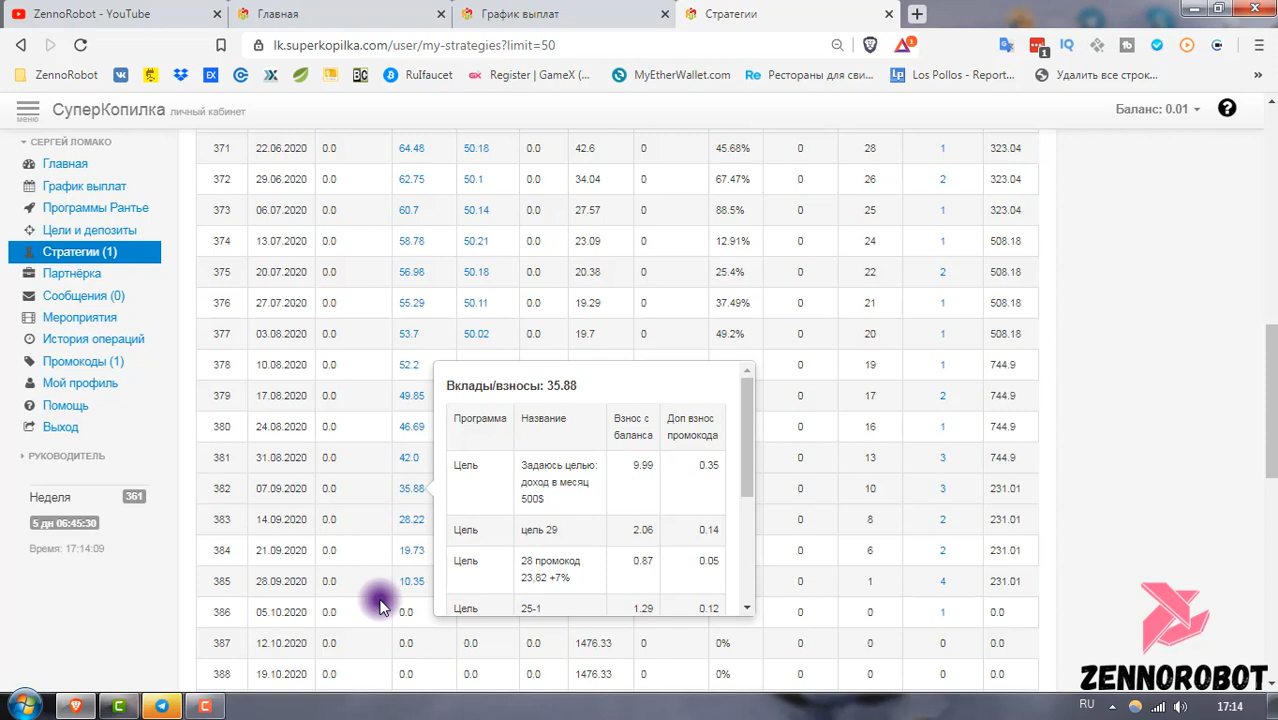 ZennoRobot - YouTube
Главная
График выплат
Стратегии
lk.superkopilka.com/user/my-strategies?limit=50
1
1
ZennoRobot
EX
BC
Rulfaucet
Register | GameX (...
MyEtherWallet.com
Re Рестораны для сви...
Lp Los Pollos - Report...
Удалить все строк...
»
меню
СуперКопилка личный кабинет
Баланс: 0.01
СЕРГЕЙ ЛОМАКО
Главная
График выплат
Программы Рантье
Цели и депозиты
Стратегии (1)
Партнёрка
Сообщения (0)
Мероприятия
История операций
Промокоды (1)
Мой профиль
Помощь
Выход
РУКОВОДИТЕЛЬ
Неделя 361
5 дн 06:45:30
Время: 17:14:09
371 22.06.2020 0.0 64.48 50.18 0.0 42.6 0 45.68% 0 28 1 323.04
372 29.06.2020 0.0 62.75 50.1 0.0 34.04 0 67.47% 0 26 2 323.04
373 06.07.2020 0.0 60.7 50.14 0.0 27.57 0 88.5% 0 25 1 323.04
374 13.07.2020 0.0 58.78 50.21 0.0 23.09 0 12.91% 0 24 1 508.18
375 20.07.2020 0.0 56.98 50.18 0.0 20.38 0 25.4% 0 22 2 508.18
376 27.07.2020 0.0 55.29 50.11 0.0 19.29 0 37.49% 0 21 1 508.18
377 03.08.2020 0.0 53.7 50.02 0.0 19.7 0 49.2% 0 20 1 508.18
378 10.08.2020 0.0 52.2 0 19 1 744.9
379 17.08.2020 0.0 49.85 0 17 2 744.9
380 24.08.2020 0.0 46.69 0 16 1 744.9
381 31.08.2020 0.0 42.0 0 13 3 744.9
382 07.09.2020 0.0 35.88 0 10 3 231.01
383 14.09.2020 0.0 28.22 0 8 2 231.01
384 21.09.2020 0.0 19.73 0 6 2 231.01
385 28.09.2020 0.0 10.35 0 1 4 231.01
386 05.10.2020 0.0 0.0 0 0 1 0.0
387 12.10.2020 0.0 0.0 0.0 0.0 1476.33 0 0% 0 0 0 0.0
388 19.10.2020 0.0 0.0 0.0 0.0 1476.33 0 0% 0 0 0 0.0
Вклады/взносы: 35.88
Программа Название Взнос с баланса Доп взнос промокода
Цель Задаюсь целью: доход в месяц 500$ 9.99 0.35
Цель цель 29 2.06 0.14
Цель 28 промокод 23,82 +7% 0.87 0.05
Цель 25-1 1.29 0.12
ZENNOROBOT
RU
17:14